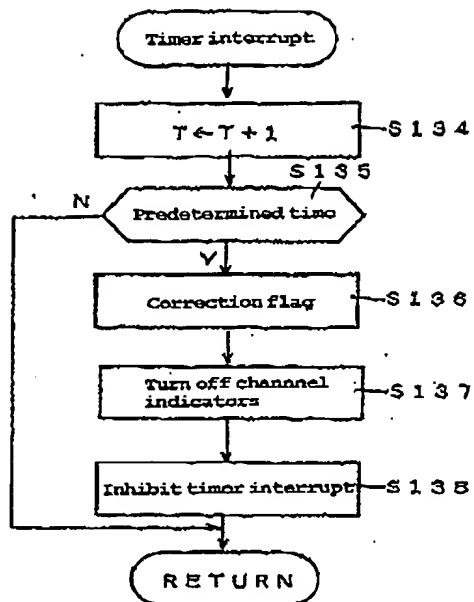 Timer interrupt
T←T+1
S134
S135
N
Predetermined time
Y
Correction flag
S136
Turn off channel
indicators
S137
Inhibit timer interrupt
S138
RETURN